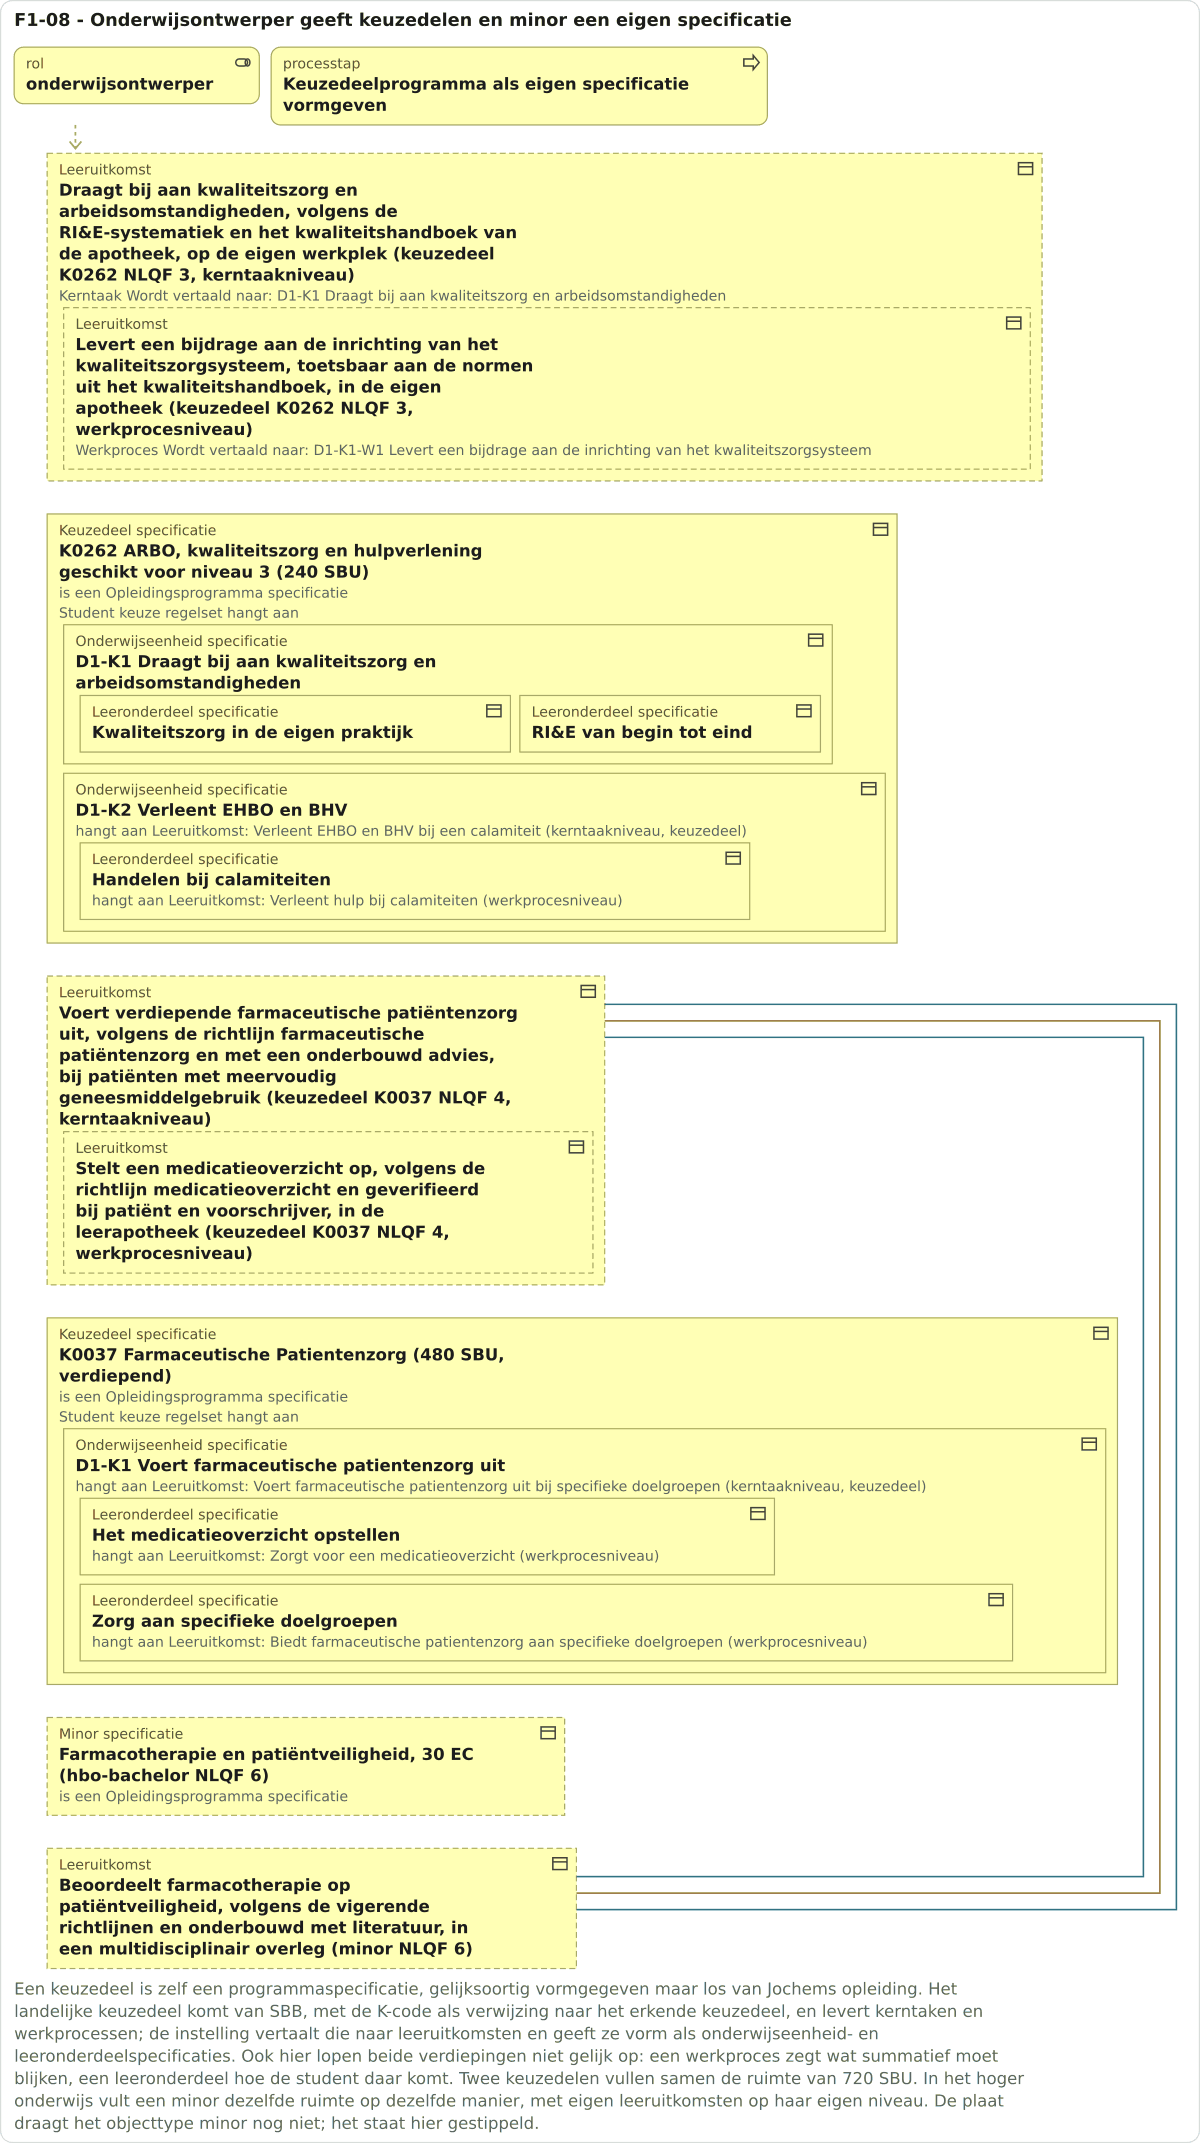 F1-08 - Onderwijsontwerper geeft keuzedelen en minor een eigen specificatie
rol
onderwijsontwerper
processtap
Keuzedeelprogramma als eigen specificatie
vormgeven
Leeruitkomst
Draagt bij aan kwaliteitszorg en
arbeidsomstandigheden, volgens de
RI&E-systematiek en het kwaliteitshandboek van
de apotheek, op de eigen werkplek (keuzedeel
K0262 NLQF 3, kerntaakniveau)
Kerntaak Wordt vertaald naar: D1-K1 Draagt bij aan kwaliteitszorg en arbeidsomstandigheden
Leeruitkomst
Levert een bijdrage aan de inrichting van het
kwaliteitszorgsysteem, toetsbaar aan de normen
uit het kwaliteitshandboek, in de eigen
apotheek (keuzedeel K0262 NLQF 3,
werkprocesniveau)
Werkproces Wordt vertaald naar: D1-K1-W1 Levert een bijdrage aan de inrichting van het kwaliteitszorgsysteem
Keuzedeel specificatie
K0262 ARBO, kwaliteitszorg en hulpverlening
geschikt voor niveau 3 (240 SBU)
is een Opleidingsprogramma specificatie
Student keuze regelset hangt aan
Onderwijseenheid specificatie
D1-K1 Draagt bij aan kwaliteitszorg en
arbeidsomstandigheden
Leeronderdeel specificatie
Kwaliteitszorg in de eigen praktijk
Leeronderdeel specificatie
RI&E van begin tot eind
Onderwijseenheid specificatie
D1-K2 Verleent EHBO en BHV
hangt aan Leeruitkomst: Verleent EHBO en BHV bij een calamiteit (kerntaakniveau, keuzedeel)
Leeronderdeel specificatie
Handelen bij calamiteiten
hangt aan Leeruitkomst: Verleent hulp bij calamiteiten (werkprocesniveau)
Leeruitkomst
Voert verdiepende farmaceutische patiëntenzorg
uit, volgens de richtlijn farmaceutische
patiëntenzorg en met een onderbouwd advies,
bij patiënten met meervoudig
geneesmiddelgebruik (keuzedeel K0037 NLQF 4,
kerntaakniveau)
Leeruitkomst
Stelt een medicatieoverzicht op, volgens de
richtlijn medicatieoverzicht en geverifieerd
bij patiënt en voorschrijver, in de
leerapotheek (keuzedeel K0037 NLQF 4,
werkprocesniveau)
Keuzedeel specificatie
K0037 Farmaceutische Patientenzorg (480 SBU,
verdiepend)
is een Opleidingsprogramma specificatie
Student keuze regelset hangt aan
Onderwijseenheid specificatie
D1-K1 Voert farmaceutische patientenzorg uit
hangt aan Leeruitkomst: Voert farmaceutische patientenzorg uit bij specifieke doelgroepen (kerntaakniveau, keuzedeel)
Leeronderdeel specificatie
Het medicatieoverzicht opstellen
hangt aan Leeruitkomst: Zorgt voor een medicatieoverzicht (werkprocesniveau)
Leeronderdeel specificatie
Zorg aan specifieke doelgroepen
hangt aan Leeruitkomst: Biedt farmaceutische patientenzorg aan specifieke doelgroepen (werkprocesniveau)
Minor specificatie
Farmacotherapie en patiëntveiligheid, 30 EC
(hbo-bachelor NLQF 6)
is een Opleidingsprogramma specificatie
Leeruitkomst
Beoordeelt farmacotherapie op
patiëntveiligheid, volgens de vigerende
richtlijnen en onderbouwd met literatuur, in
een multidisciplinair overleg (minor NLQF 6)
Een keuzedeel is zelf een programmaspecificatie, gelijksoortig vormgegeven maar los van Jochems opleiding. Het
landelijke keuzedeel komt van SBB, met de K-code als verwijzing naar het erkende keuzedeel, en levert kerntaken en
werkprocessen; de instelling vertaalt die naar leeruitkomsten en geeft ze vorm als onderwijseenheid- en
leeronderdeelspecificaties. Ook hier lopen beide verdiepingen niet gelijk op: een werkproces zegt wat summatief moet
blijken, een leeronderdeel hoe de student daar komt. Twee keuzedelen vullen samen de ruimte van 720 SBU. In het hoger
onderwijs vult een minor dezelfde ruimte op dezelfde manier, met eigen leeruitkomsten op haar eigen niveau. De plaat
draagt het objecttype minor nog niet; het staat hier gestippeld.